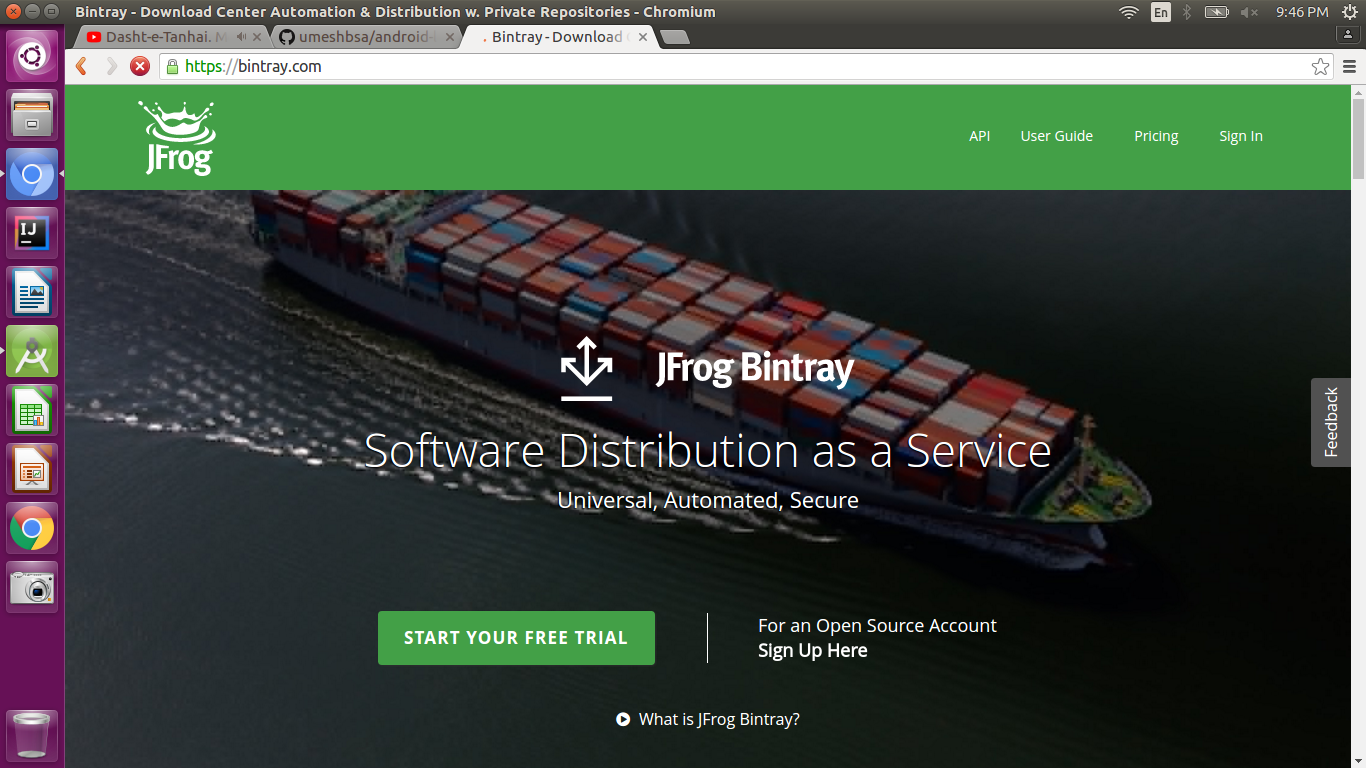 Bintray - Download Center Automation & Distribution w. Private Repositories - Chromium
En
9:46 PM
Dasht-e-Tanhai. M
umeshbsa/android-
Bintray - Download
https://bintray.com
JFrog
API
User Guide
Pricing
Sign In
IJ
JFrog Bintray
Software Distribution as a Service
Universal, Automated, Secure
Feedback
START YOUR FREE TRIAL
For an Open Source Account
Sign Up Here
What is JFrog Bintray?